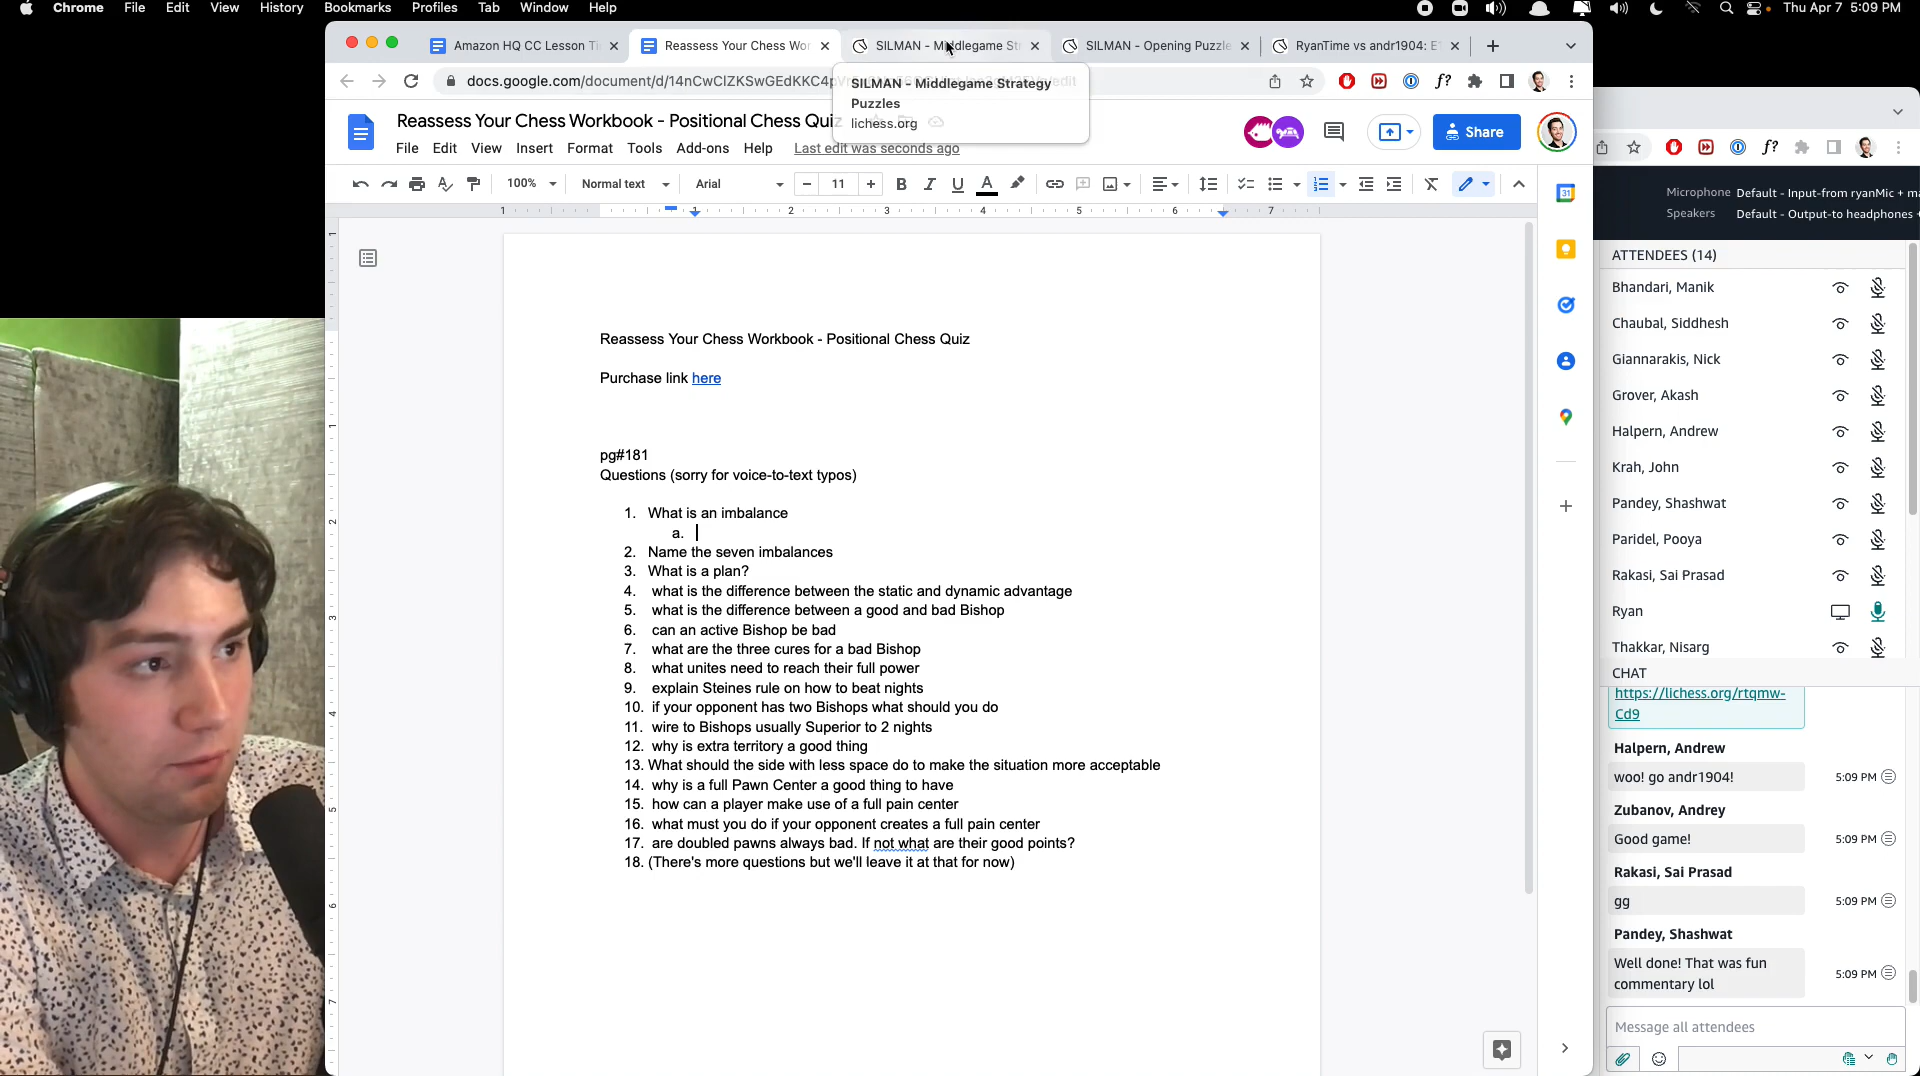 Chrome File Edit View History Bookmarks Profiles Tab Window Help
Thu Apr 7 5:09 PM
Amazon HQ CC Lesson Ti
Reassess Your Chess Wor
SILMAN - Middlegame St
SILMAN - Opening Puzzle
RyanTime vs andr1904:
docs.google.com/document/d/14nCwClZKSwGEdKKC4p
edit
SILMAN - Middlegame Strategy
Puzzles
lichess.org
Reassess Your Chess Workbook - Positional Chess Quiz
Share
File Edit View Insert Format Tools Add-ons Help Last edit was seconds ago
100% Normal text Arial 11
1 1 2 3 4 5 6 7
Reassess Your Chess Workbook - Positional Chess Quiz
Purchase link here
pg#181
Questions (sorry for voice-to-text typos)
1. What is an imbalance
a.
2. Name the seven imbalances
3. What is a plan?
4. what is the difference between the static and dynamic advantage
5. what is the difference between a good and bad Bishop
6. can an active Bishop be bad
7. what are the three cures for a bad Bishop
8. what unites need to reach their full power
9. explain Steines rule on how to beat nights
10. if your opponent has two Bishops what should you do
11. wire to Bishops usually Superior to 2 nights
12. why is extra territory a good thing
13. What should the side with less space do to make the situation more acceptable
14. why is a full Pawn Center a good thing to have
15. how can a player make use of a full pain center
16. what must you do if your opponent creates a full pain center
17. are doubled pawns always bad. If not what are their good points?
18. (There's more questions but we'll leave it at that for now)
Microphone Default - Input-from ryanMic + ma
Speakers Default - Output-to headphones +
ATTENDEES (14)
Bhandari, Manik
Chaubal, Siddhesh
Giannarakis, Nick
Grover, Akash
Halpern, Andrew
Krah, John
Pandey, Shashwat
Paridel, Pooya
Rakasi, Sai Prasad
Ryan
Thakkar, Nisarg
CHAT
https://lichess.org/rtqmw-
Cd9
Halpern, Andrew
woo! go andr1904! 5:09 PM
Zubanov, Andrey
Good game! 5:09 PM
Rakasi, Sai Prasad
gg 5:09 PM
Pandey, Shashwat
Well done! That was fun
commentary lol 5:09 PM
Message all attendees